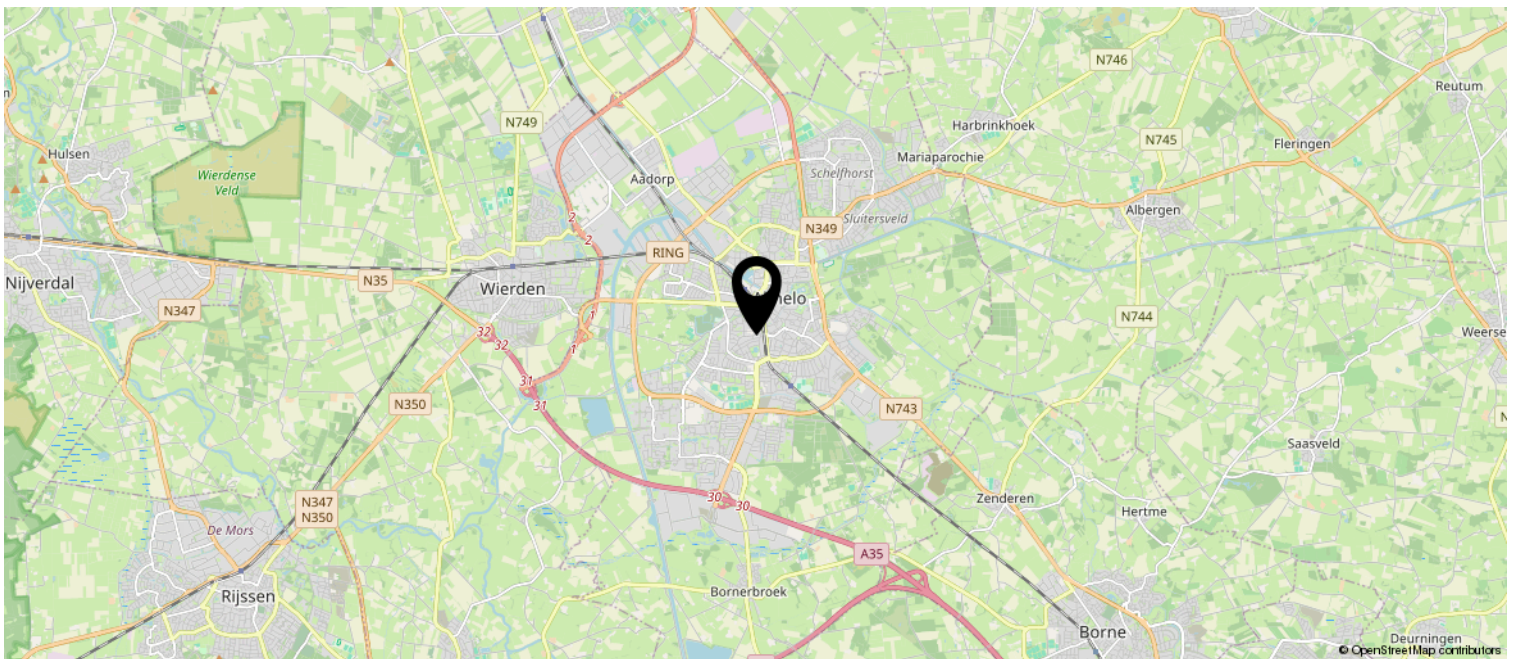 N746
Reutum
N749
Harbrinkhoek
N745
Fleringen
Hulsen
Mariaparochie
Wierdense
Veld
Aadorp
Schelfhorst
Albergen
Sluitersveld
2
2
N349
RING
Nijverdal
N35
Wierden
elo
N347
1
N744
32
32
1
Weerse
31
31
N350
N743
Saasveld
30
30
Zenderen
N347
N350
Hertme
De Mors
A35
Bornerbroek
Rijssen
Borne
Deurningen
© OpenStreetMap contributors